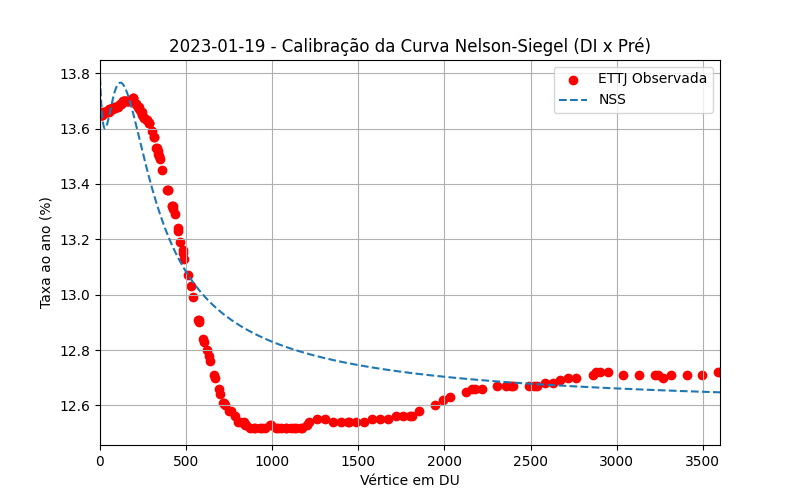 2023-01-19 - Calibração da Curva Nelson-Siegel (DI x Pré)
ETTJ Observada
NSS
Taxa ao ano (%)
13.8
13.6
13.4
13.2
13.0
12.8
12.6
0 500 1000 1500 2000 2500 3000 3500
Vértice em DU